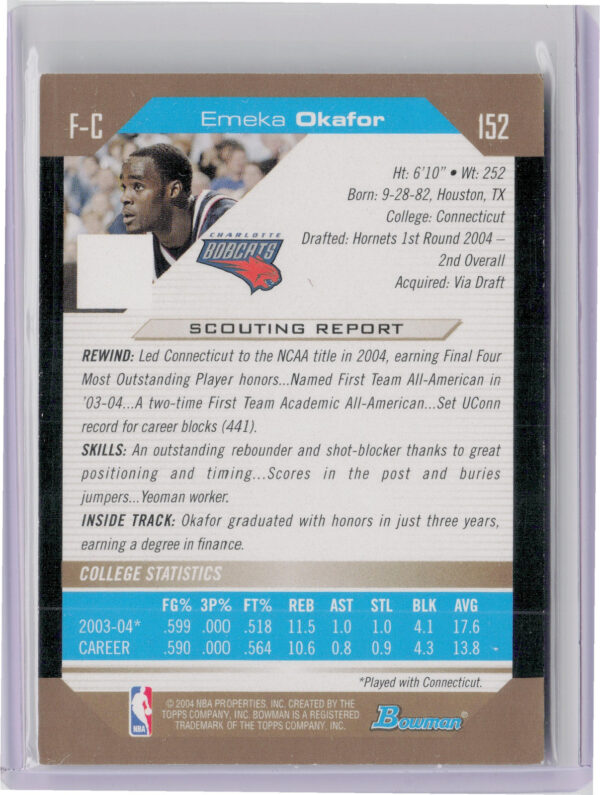 F-C
Emeka Okafor
152
Ht: 6'10" • Wt: 252
Born: 9-28-82, Houston, TX
College: Connecticut
Drafted: Hornets 1st Round 2004 –
2nd Overall
Acquired: Via Draft
CHARLOTTE
BOBCATS
SCOUTING REPORT
REWIND: Led Connecticut to the NCAA title in 2004, earning Final Four
Most Outstanding Player honors...Named First Team All-American in
'03-04...A two-time First Team Academic All-American...Set UConn
record for career blocks (441).
SKILLS: An outstanding rebounder and shot-blocker thanks to great
positioning and timing...Scores in the post and buries
jumpers...Yeoman worker.
INSIDE TRACK: Okafor graduated with honors in just three years,
earning a degree in finance.
COLLEGE STATISTICS
FG% 3P% FT% REB AST STL BLK AVG
2003-04* .599 .000 .518 11.5 1.0 1.0 4.1 17.6
CAREER .590 .000 .564 10.6 0.8 0.9 4.3 13.8
*Played with Connecticut.
NBA
© 2004 NBA PROPERTIES, INC. CREATED BY THE
TOPPS COMPANY, INC. BOWMAN IS A REGISTERED
TRADEMARK OF THE TOPPS COMPANY, INC.
Bowman®